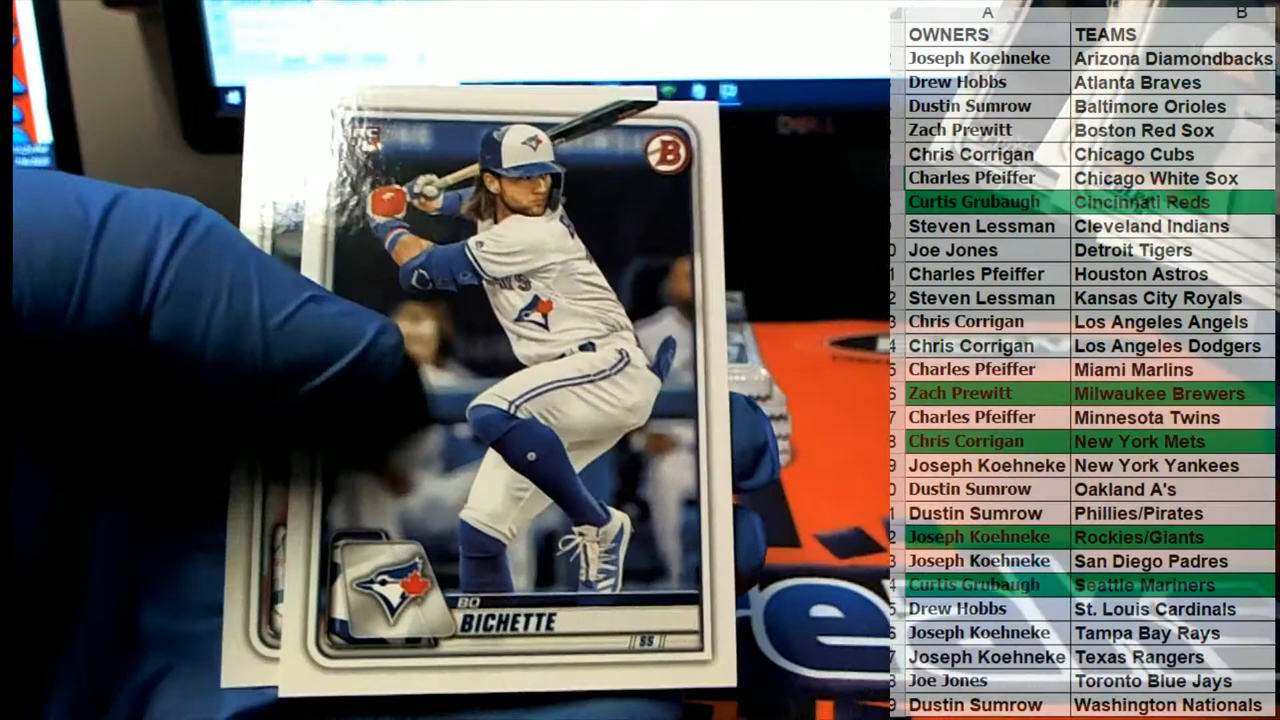 A B
OWNERS TEAMS
Joseph Koehneke Arizona Diamondbacks
Drew Hobbs Atlanta Braves
Dustin Sumrow Baltimore Orioles
Zach Prewitt Boston Red Sox
Chris Corrigan Chicago Cubs
Charles Pfeiffer Chicago White Sox
Curtis Grubaugh Cincinnati Reds
Steven Lessman Cleveland Indians
Joe Jones Detroit Tigers
Charles Pfeiffer Houston Astros
Steven Lessman Kansas City Royals
Chris Corrigan Los Angeles Angels
Chris Corrigan Los Angeles Dodgers
Charles Pfeiffer Miami Marlins
Zach Prewitt Milwaukee Brewers
Charles Pfeiffer Minnesota Twins
Chris Corrigan New York Mets
Joseph Koehneke New York Yankees
Dustin Sumrow Oakland A's
Dustin Sumrow Phillies/Pirates
Joseph Koehneke Rockies/Giants
Joseph Koehneke San Diego Padres
Curtis Grubaugh Seattle Mariners
Drew Hobbs St. Louis Cardinals
Joseph Koehneke Tampa Bay Rays
Joseph Koehneke Texas Rangers
Joe Jones Toronto Blue Jays
Dustin Sumrow Washington Nationals
RC
B
BO
BICHETTE
SS